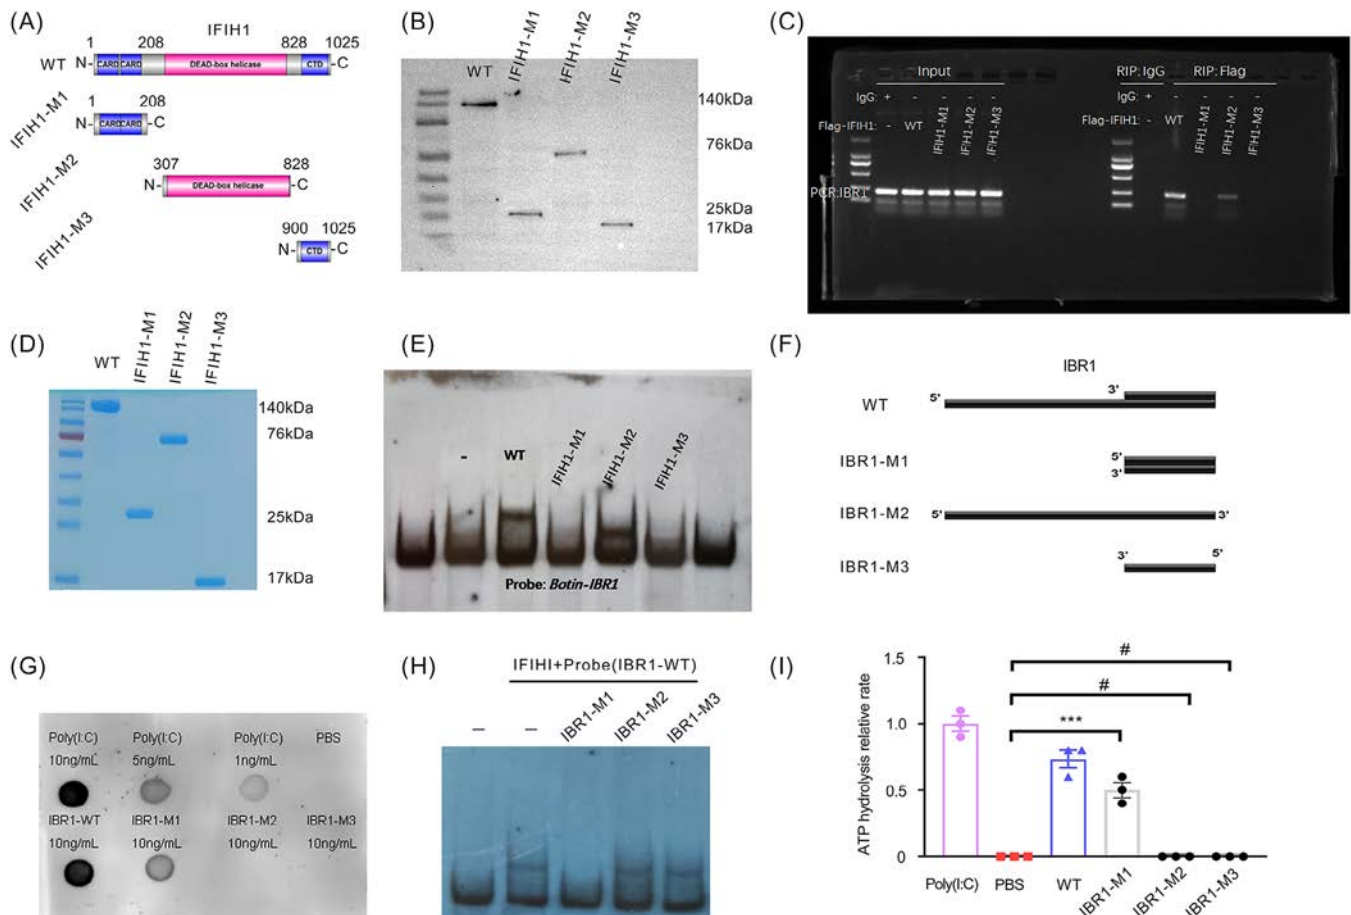 (A)
IFIH1
1 208 828 1025
WT N- CARD CARD DEAD-box helicase CTD -C
1 208
IFIH1-M1 N- CARD CARD -C
307 828
IFIH1-M2 N- DEAD-box helicase -C
900 1025
IFIH1-M3 N- CTD -C
(B)
WT IFIH1-M1 IFIH1-M2 IFIH1-M3
140kDa
76kDa
25kDa
17kDa
(C)
Input RIP:IgG RIP:Flag
IgG: + - - - - IgG: + - - - -
Flag-IFIH1: - WT IFIH1-M1 IFIH1-M2 IFIH1-M3 Flag-IFIH1: - WT IFIH1-M1 IFIH1-M2 IFIH1-M3
PCR:IBR1
(D)
WT IFIH1-M1 IFIH1-M2 IFIH1-M3
140kDa
76kDa
25kDa
17kDa
(E)
- WT IFIH1-M1 IFIH1-M2 IFIH1-M3
Probe: Botin-IBR1
(F)
IBR1
WT 5' 3'
IBR1-M1 5' 3'
IBR1-M2 5' 3'
IBR1-M3 3' 5'
(G)
Poly(I:C) Poly(I:C) Poly(I:C) PBS
10ng/mL 5ng/mL 1ng/mL
IBR1-WT IBR1-M1 IBR1-M2 IBR1-M3
10ng/mL 10ng/mL 10ng/mL 10ng/mL
(H)
IFIHI+Probe(IBR1-WT)
— — IBR1-M1 IBR1-M2 IBR1-M3
(I)
ATP hydrolysis relative rate
1.5
1.0
0.5
0
#
#
***
Poly(I:C) PBS WT IBR1-M1 IBR1-M2 IBR1-M3